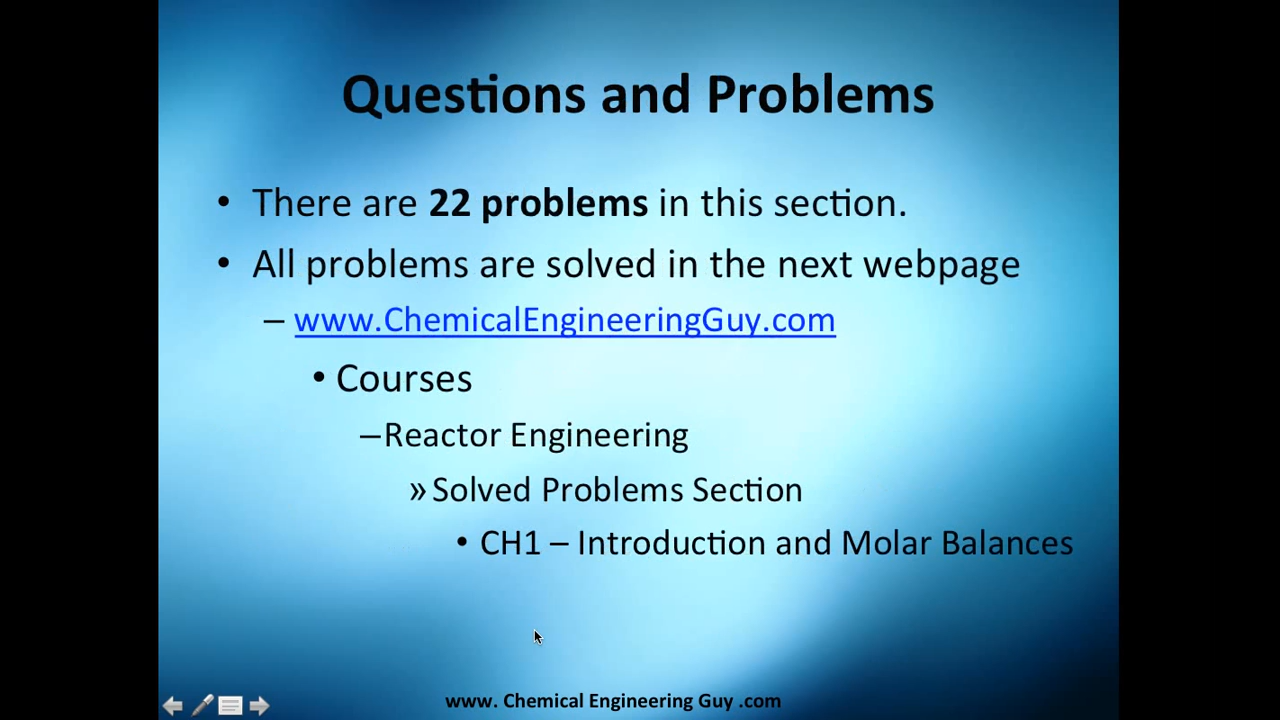 Questions and Problems
• There are 22 problems in this section.
• All problems are solved in the next webpage
– www.ChemicalEngineeringGuy.com
• Courses
–Reactor Engineering
» Solved Problems Section
• CH1 – Introduction and Molar Balances
www. Chemical Engineering Guy .com